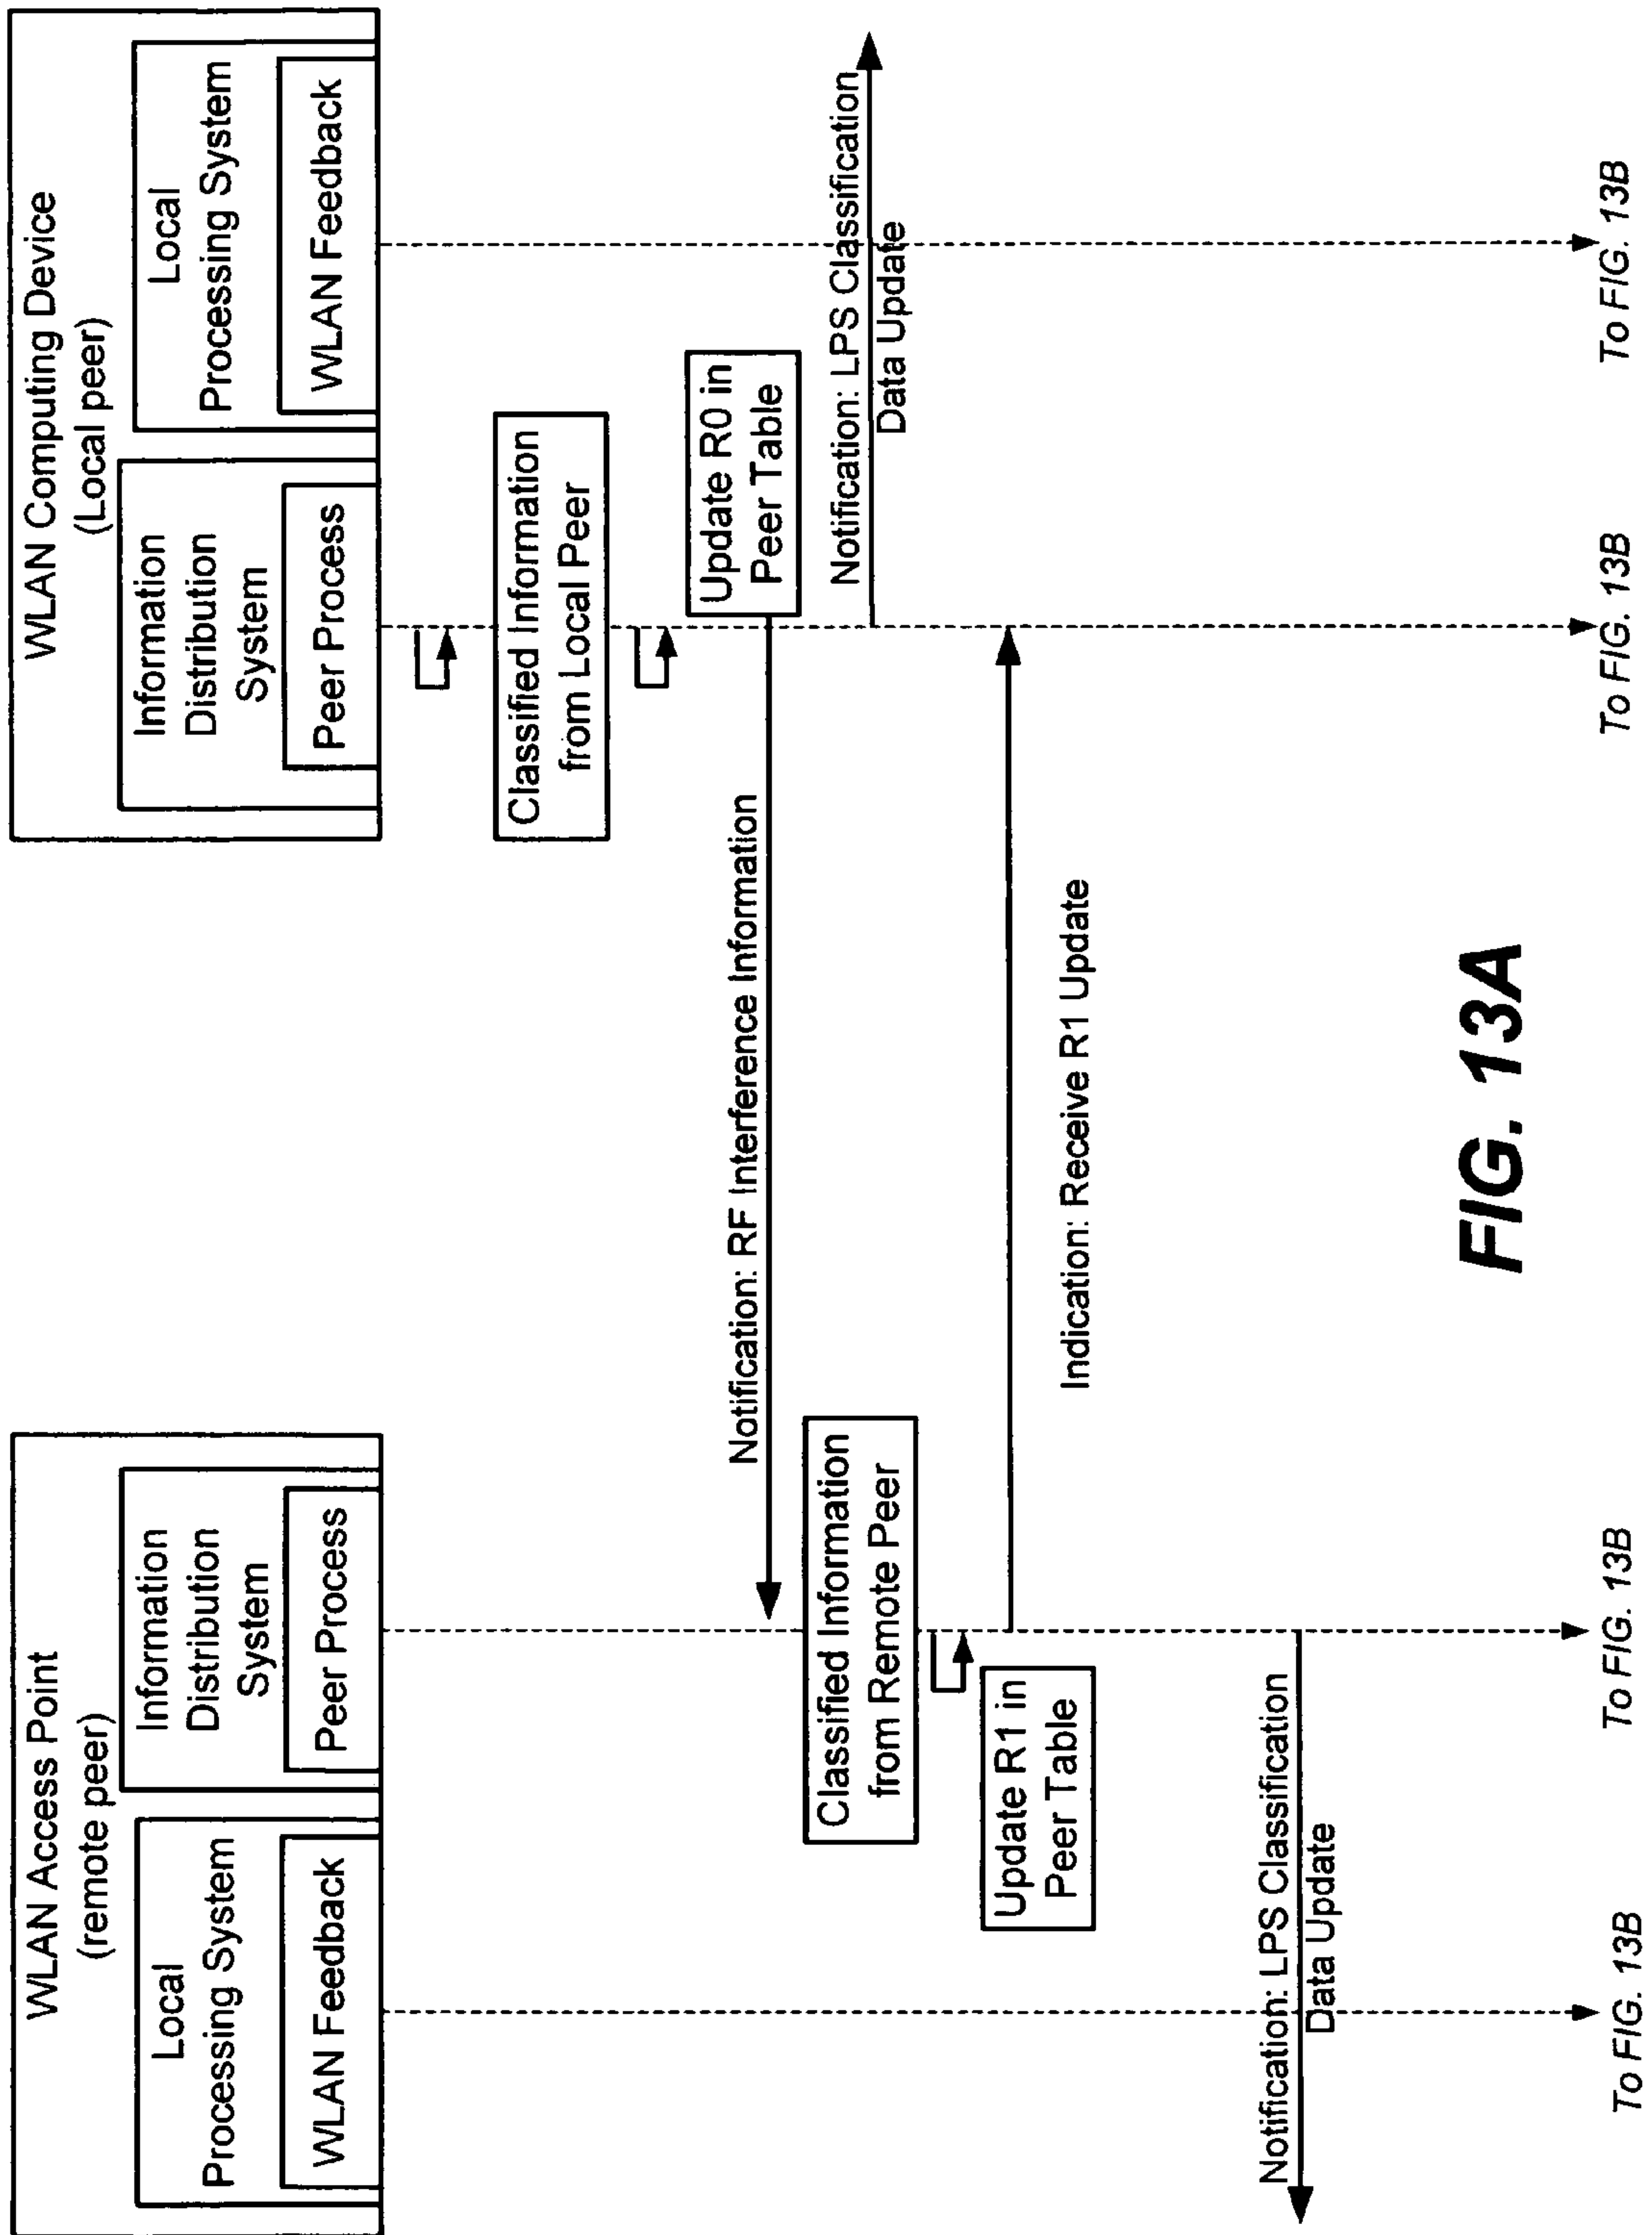 WLAN Access Point
(remote peer)
Local
Processing System
WLAN Feedback
Information
Distribution
System
Peer Process
WLAN Computing Device
(Local peer)
Information
Distribution
System
Peer Process
Local
Processing System
WLAN Feedback
Classified Information
from Local Peer
Update R0 in
Peer Table
Notification: RF Interference Information
Classified Information
from Remote Peer
Notification: LPS Classification
Data Update
Update R1 in
Peer Table
Indication: Receive R1 Update
Notification: LPS Classification
Data Update
To FIG. 13B
To FIG. 13B
To FIG. 13B
To FIG. 13B
FIG. 13A